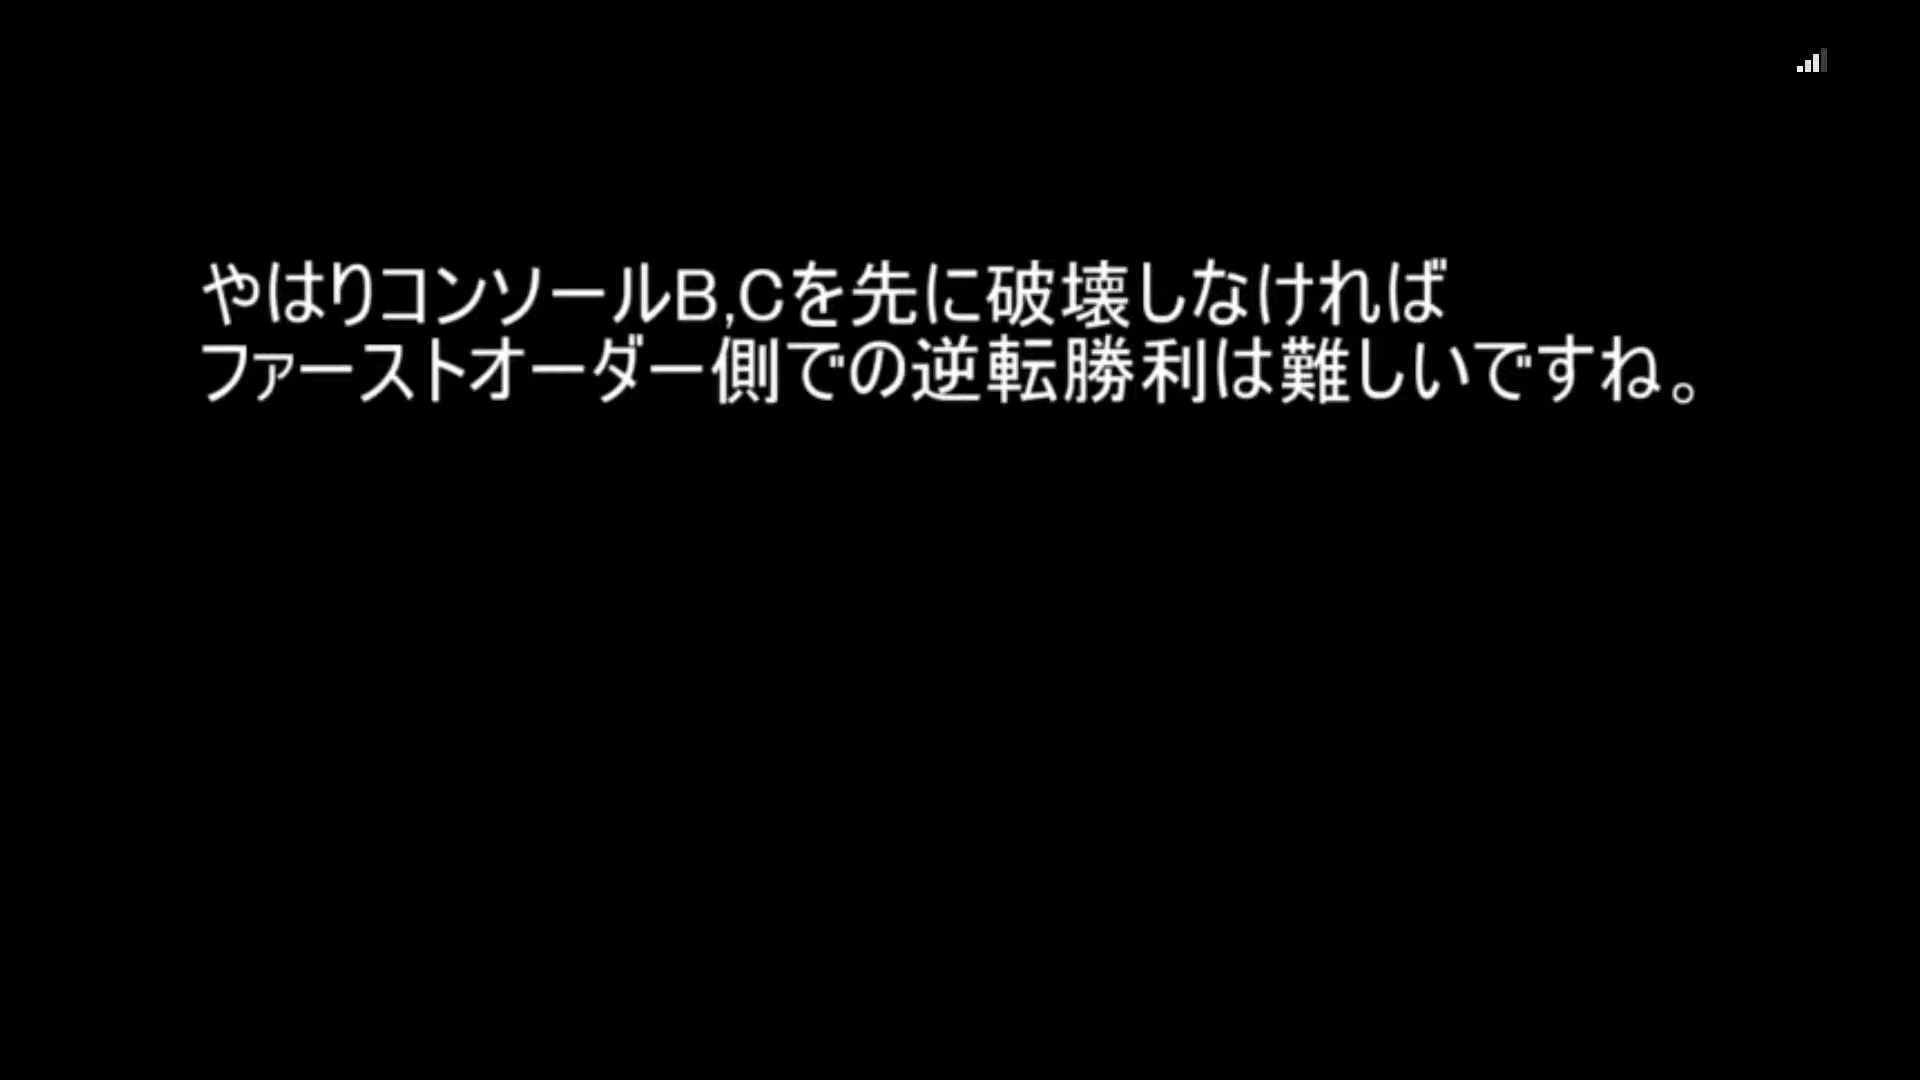 やはりコンソールB,Cを先に破壊しなければ
ファーストオーダー側での逆転勝利は難しいですね。